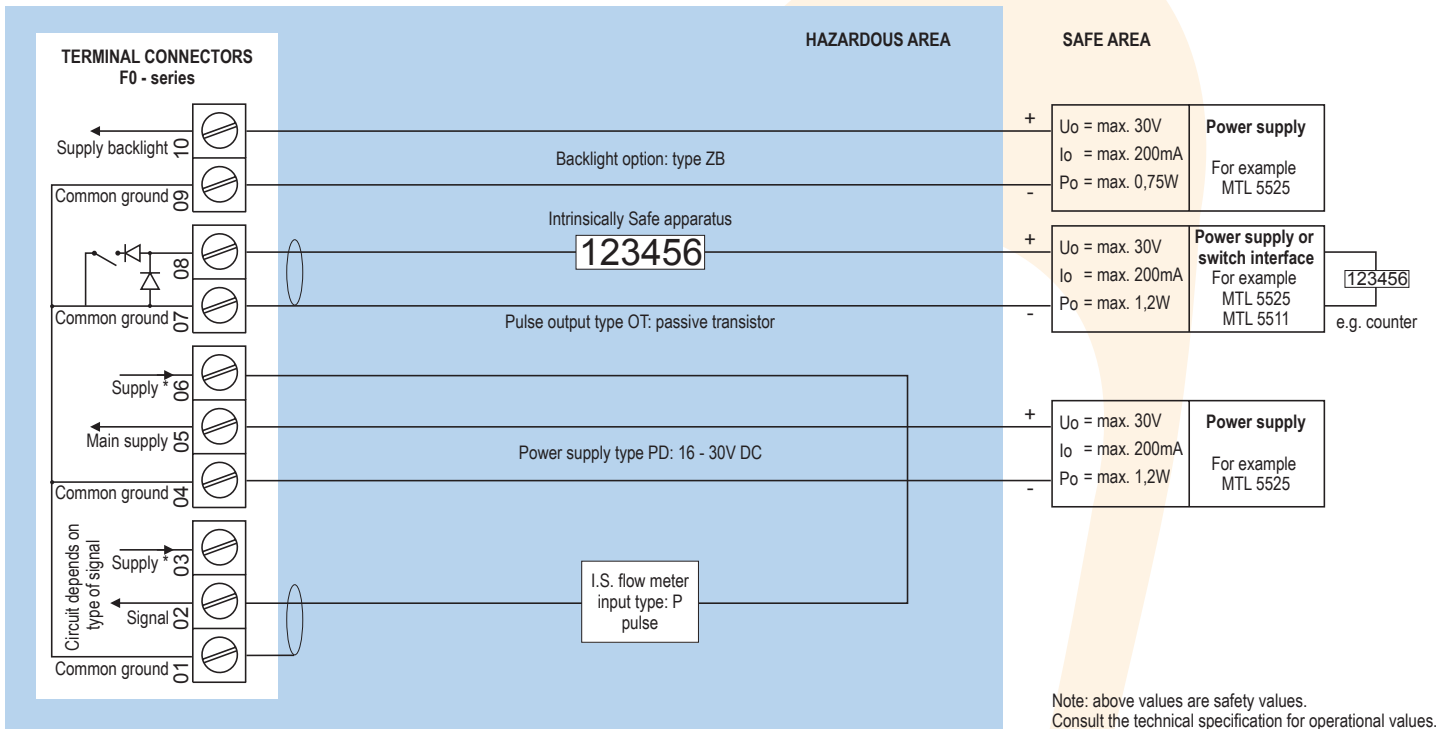 HAZARDOUS AREA
SAFE AREA
TERMINAL CONNECTORS
F0 - series
Supply backlight
10
Common ground
09
08
Common ground
07
Supply *
06
Main supply
05
Common ground
04
Circuit depends on
type of signal
Supply *
03
Signal
02
Common ground
01
Backlight option: type ZB
Intrinsically Safe apparatus
123456
Pulse output type OT: passive transistor
Power supply type PD: 16 - 30V DC
I.S. flow meter
input type: P
pulse
+
-
Uo = max. 30V
Io = max. 200mA
Po = max. 0,75W
Power supply
For example
MTL 5525
+
-
Uo = max. 30V
Io = max. 200mA
Po = max. 1,2W
Power supply or
switch interface
For example
MTL 5525
MTL 5511
123456
e.g. counter
+
-
Uo = max. 30V
Io = max. 200mA
Po = max. 1,2W
Power supply
For example
MTL 5525
Note: above values are safety values.
Consult the technical specification for operational values.